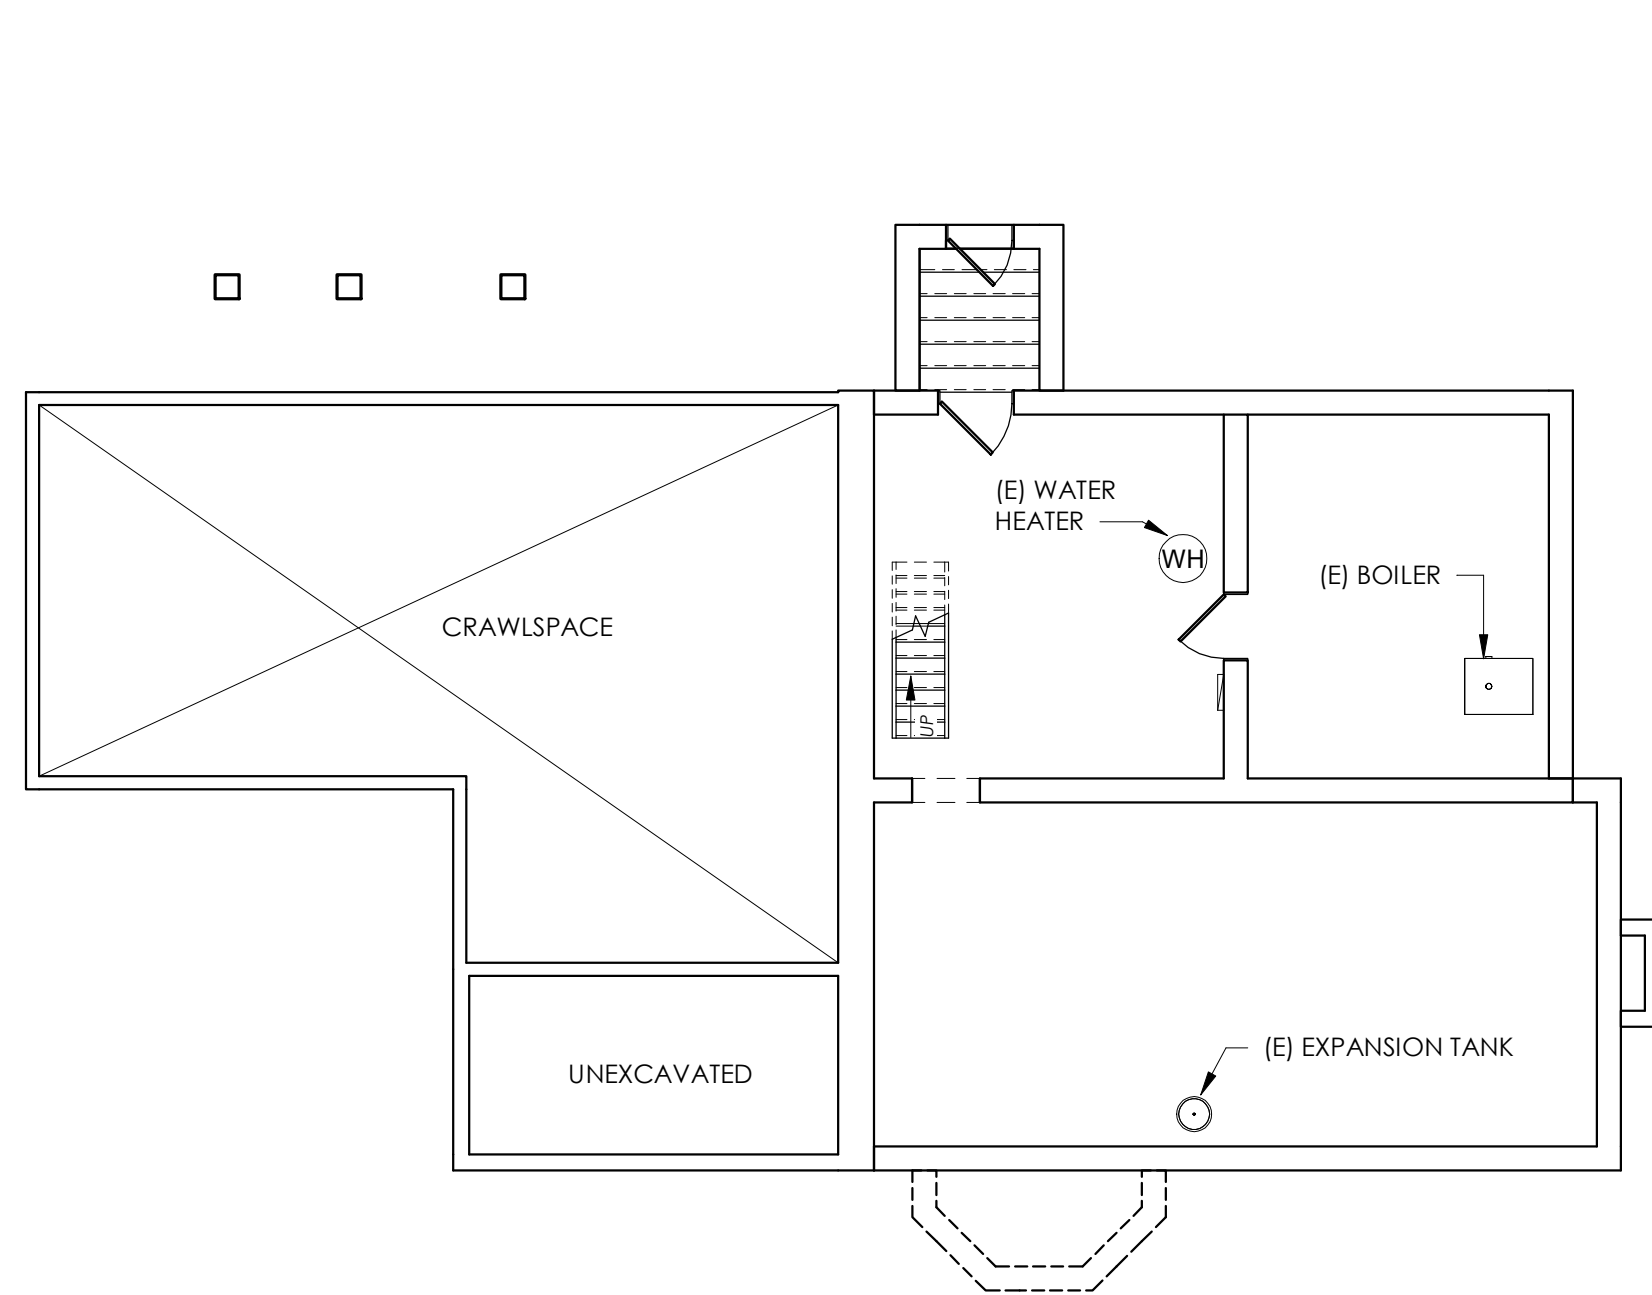 (E) WATER
HEATER
WH
(E) BOILER
CRAWLSPACE
UP
(E) EXPANSION TANK
UNEXCAVATED